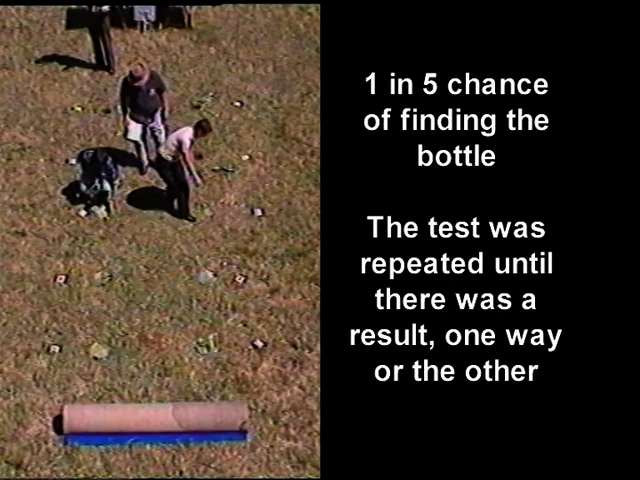 1 in 5 chance
of finding the
bottle
The test was
repeated until
there was a
result, one way
or the other